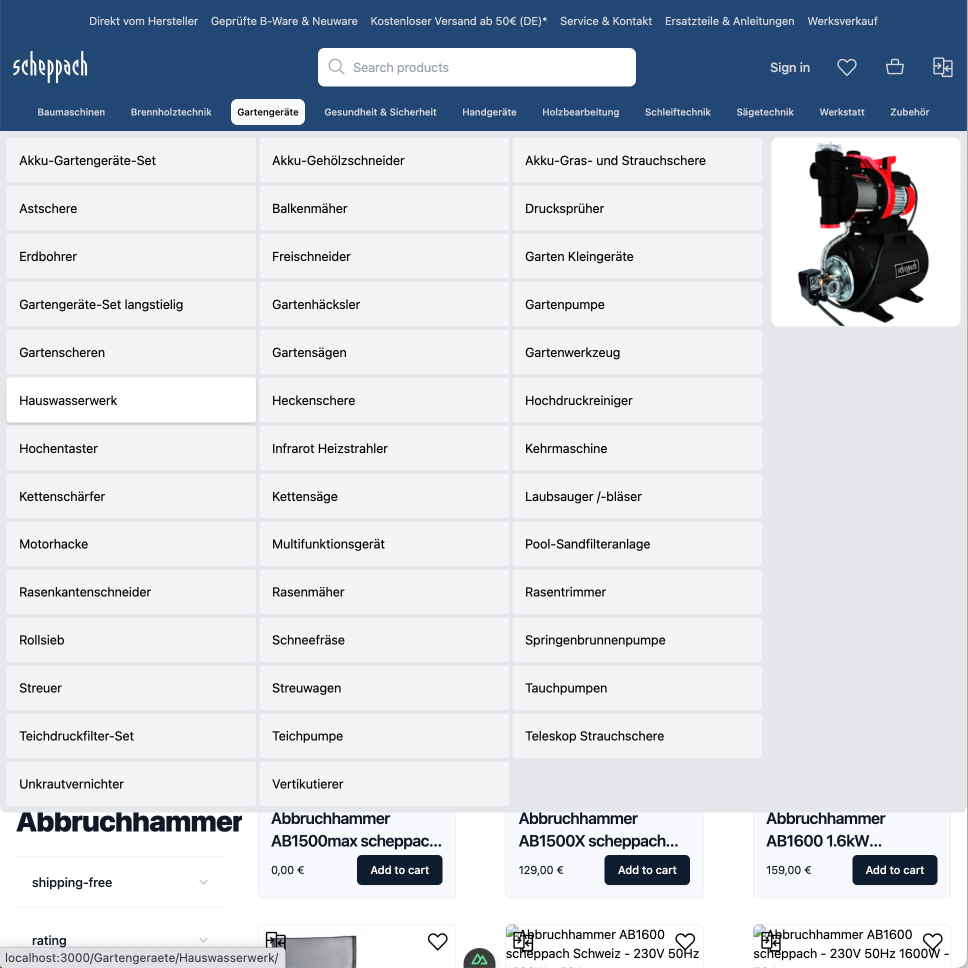 Direkt vom Hersteller Geprüfte B-Ware & Neuware Kostenloser Versand ab 50€ (DE)* Service & Kontakt Ersatzteile & Anleitungen Werksverkauf
scheppach Search products Sign in
Baumaschinen Brennholztechnik Gartengeräte Gesundheit & Sicherheit Handgeräte Holzbearbeitung Schleiftechnik Sägetechnik Werkstatt Zubehör
Akku-Gartengeräte-Set Akku-Gehölzschneider Akku-Gras- und Strauchschere
Astschere Balkenmäher Drucksprüher
Erdbohrer Freischneider Garten Kleingeräte
scheppach
Gartengeräte-Set langstielig Gartenhäcksler Gartenpumpe
Gartenscheren Gartensägen Gartenwerkzeug
Hauswasserwerk Heckenschere Hochdruckreiniger
Hochentaster Infrarot Heizstrahler Kehrmaschine
Kettenschärfer Kettensäge Laubsauger /-bläser
Motorhacke Multifunktionsgerät Pool-Sandfilteranlage
Rasenkantenschneider Rasenmäher Rasentrimmer
Rollsieb Schneefräse Springenbrunnenpumpe
Streuer Streuwagen Tauchpumpen
Teichdruckfilter-Set Teichpumpe Teleskop Strauchschere
Unkrautvernichter Vertikutierer
Abbruchhammer Abbruchhammer Abbruchhammer Abbruchhammer
AB1500max scheppac... AB1500X scheppach... AB1600 1.6kW...
0,00 € Add to cart 129,00 € Add to cart 159,00 € Add to cart
shipping-free
rating Abbruchhammer AB1600 Abbruchhammer AB1600
scheppach Schweiz - 230V 50Hz scheppach - 230V 50Hz 1600W -
localhost:3000/Gartengeraete/Hauswasserwerk/